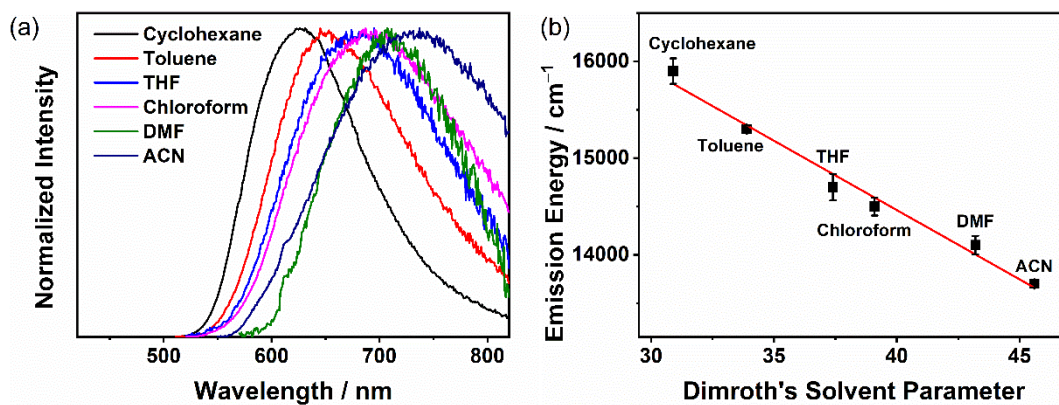 (a)
Cyclohexane
Toluene
THF
Chloroform
DMF
ACN
Normalized Intensity
500 600 700 800
Wavelength / nm
(b)
Emission Energy / cm⁻¹
16000
15000
14000
Cyclohexane
Toluene
THF
Chloroform
DMF
ACN
30 35 40 45
Dimroth's Solvent Parameter